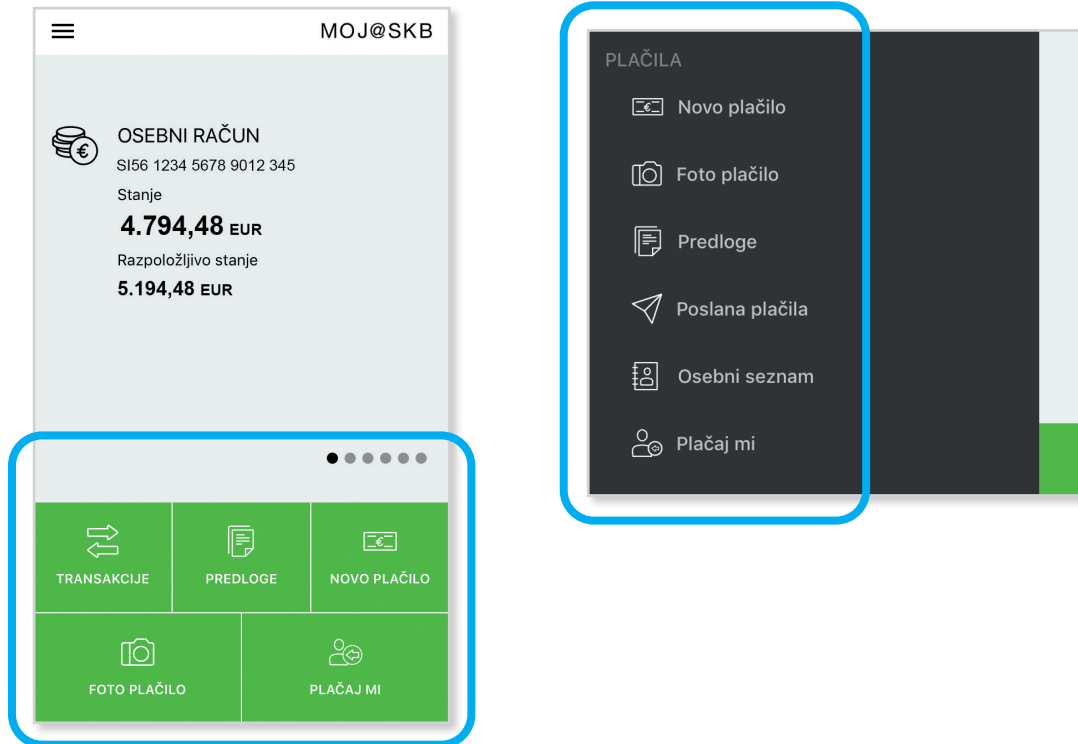 MOJ@SKB
OSEBNI RAČUN
SI56 1234 5678 9012 345
Stanje
4.794,48 EUR
Razpoložljivo stanje
5.194,48 EUR
TRANSAKCIJE
PREDLOGE
NOVO PLAČILO
FOTO PLAČILO
PLAČAJ MI
PLAČILA
Novo plačilo
Foto plačilo
Predloge
Poslana plačila
Osebni seznam
Plačaj mi